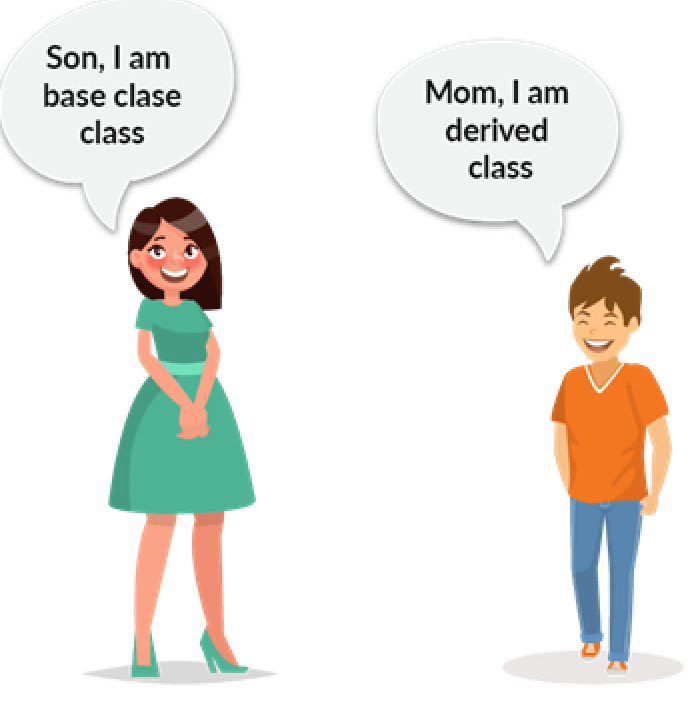 Son, I am
base clase
class
Mom, I am
derived
class